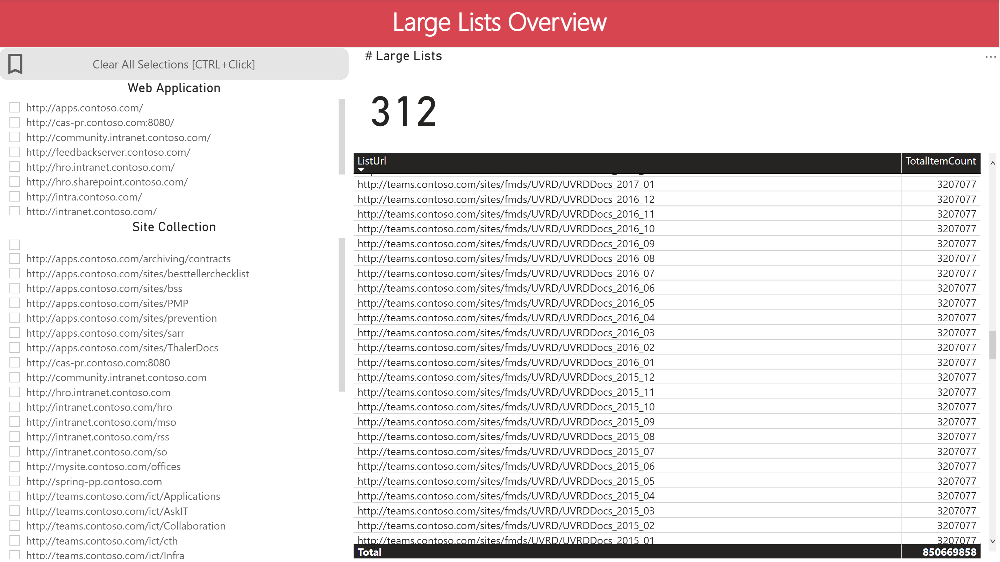 Large Lists Overview
Clear All Selections [CTRL+Click]
Web Application
http://apps.contoso.com/
http://cas-pr.contoso.com:8080/
http://community.intranet.contoso.com/
http://feedbackserver.contoso.com/
http://hro.intranet.contoso.com/
http://hro.sharepoint.contoso.com/
http://intra.contoso.com/
http://intranet.contoso.com/
Site Collection
http://apps.contoso.com/archiving/contracts
http://apps.contoso.com/sites/besttellerchecklist
http://apps.contoso.com/sites/bss
http://apps.contoso.com/sites/PMP
http://apps.contoso.com/sites/prevention
http://apps.contoso.com/sites/sarr
http://apps.contoso.com/sites/ThalerDocs
http://cas-pr.contoso.com:8080
http://community.intranet.contoso.com
http://hro.intranet.contoso.com
http://intranet.contoso.com/hro
http://intranet.contoso.com/mso
http://intranet.contoso.com/rss
http://intranet.contoso.com/so
http://mysite.contoso.com/offices
http://spring-pp.contoso.com
http://teams.contoso.com/ict/Applications
http://teams.contoso.com/ict/AskIT
http://teams.contoso.com/ict/Collaboration
http://teams.contoso.com/ict/cth
http://teams.contoso.com/ict/Infra
# Large Lists
312
ListUrl TotalItemCount
http://teams.contoso.com/sites/fmds/UVRD/UVRDDocs_2017_01 3207077
http://teams.contoso.com/sites/fmds/UVRD/UVRDDocs_2016_12 3207077
http://teams.contoso.com/sites/fmds/UVRD/UVRDDocs_2016_11 3207077
http://teams.contoso.com/sites/fmds/UVRD/UVRDDocs_2016_10 3207077
http://teams.contoso.com/sites/fmds/UVRD/UVRDDocs_2016_09 3207077
http://teams.contoso.com/sites/fmds/UVRD/UVRDDocs_2016_08 3207077
http://teams.contoso.com/sites/fmds/UVRD/UVRDDocs_2016_07 3207077
http://teams.contoso.com/sites/fmds/UVRD/UVRDDocs_2016_06 3207077
http://teams.contoso.com/sites/fmds/UVRD/UVRDDocs_2016_05 3207077
http://teams.contoso.com/sites/fmds/UVRD/UVRDDocs_2016_04 3207077
http://teams.contoso.com/sites/fmds/UVRD/UVRDDocs_2016_03 3207077
http://teams.contoso.com/sites/fmds/UVRD/UVRDDocs_2016_02 3207077
http://teams.contoso.com/sites/fmds/UVRD/UVRDDocs_2016_01 3207077
http://teams.contoso.com/sites/fmds/UVRD/UVRDDocs_2015_12 3207077
http://teams.contoso.com/sites/fmds/UVRD/UVRDDocs_2015_11 3207077
http://teams.contoso.com/sites/fmds/UVRD/UVRDDocs_2015_10 3207077
http://teams.contoso.com/sites/fmds/UVRD/UVRDDocs_2015_09 3207077
http://teams.contoso.com/sites/fmds/UVRD/UVRDDocs_2015_08 3207077
http://teams.contoso.com/sites/fmds/UVRD/UVRDDocs_2015_07 3207077
http://teams.contoso.com/sites/fmds/UVRD/UVRDDocs_2015_06 3207077
http://teams.contoso.com/sites/fmds/UVRD/UVRDDocs_2015_05 3207077
http://teams.contoso.com/sites/fmds/UVRD/UVRDDocs_2015_04 3207077
http://teams.contoso.com/sites/fmds/UVRD/UVRDDocs_2015_03 3207077
http://teams.contoso.com/sites/fmds/UVRD/UVRDDocs_2015_02 3207077
http://teams.contoso.com/sites/fmds/UVRD/UVRDDocs_2015_01 3207077
Total 850669858